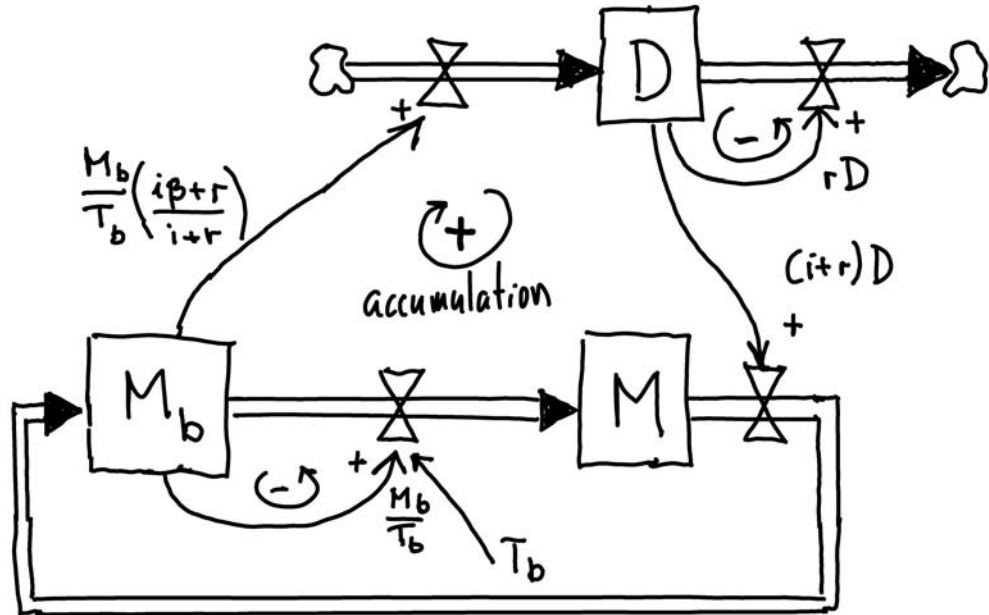 D
+
-
+
rD
M_b/T_b (iβ+r/i+r)
+
accumulation
(i+r)D
+
M_b
M
-
+
M_b/T_b
T_b